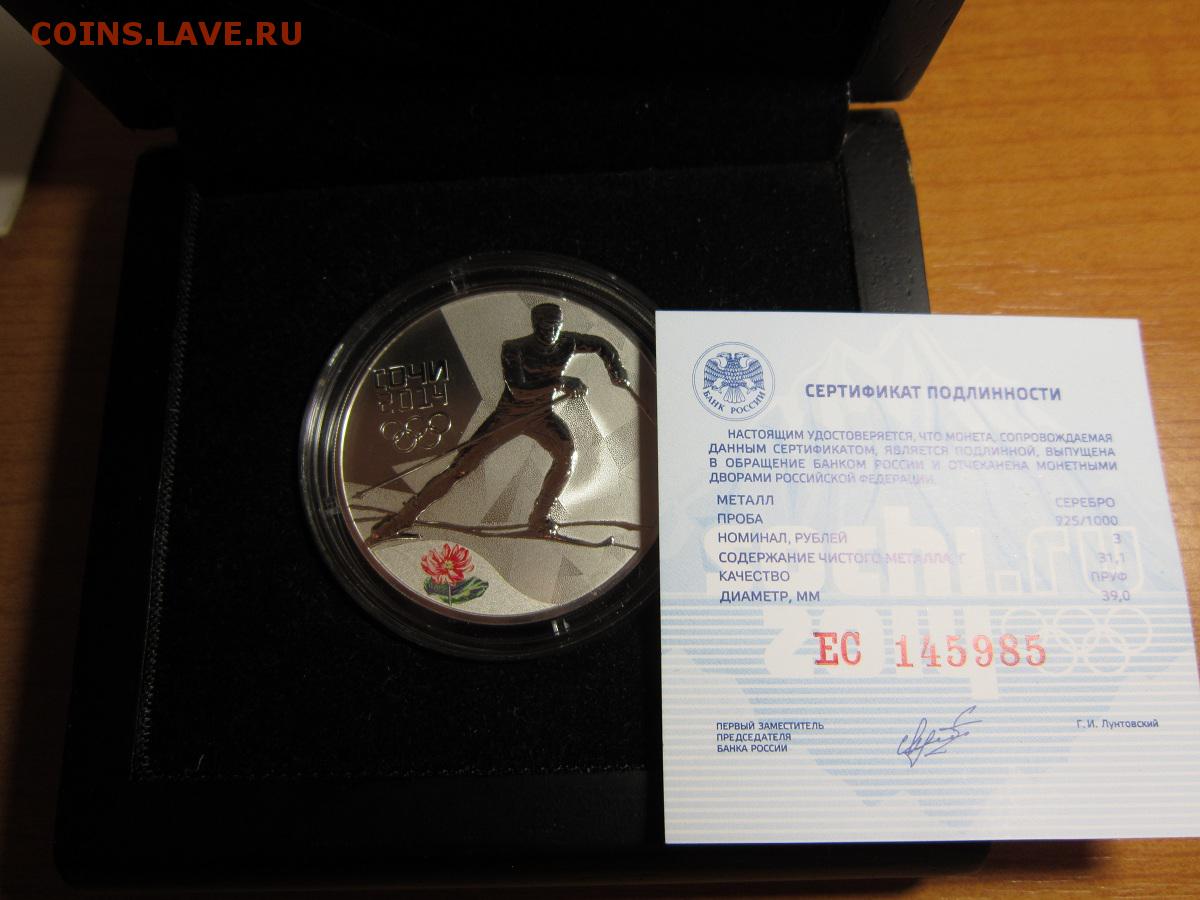 COINS.LAVE.RU
СОЧИ
2014
БАНК РОССИИ
СЕРТИФИКАТ ПОДЛИННОСТИ
НАСТОЯЩИМ УДОСТОВЕРЯЕТСЯ, ЧТО МОНЕТА, СОПРОВОЖДАЕМАЯ
ДАННЫМ СЕРТИФИКАТОМ, ЯВЛЯЕТСЯ ПОДЛИННОЙ, ВЫПУЩЕНА
В ОБРАЩЕНИЕ БАНКОМ РОССИИ И ОТЧЕКАНЕНА МОНЕТНЫМИ
ДВОРАМИ РОССИЙСКОЙ ФЕДЕРАЦИИ.
МЕТАЛЛ СЕРЕБРО
ПРОБА 925/1000
НОМИНАЛ, РУБЛЕЙ 3
СОДЕРЖАНИЕ ЧИСТОГО МЕТАЛЛА, Г 31,1
КАЧЕСТВО ПРУФ
ДИАМЕТР, ММ 39,0
sochi.ru
2014
ЕС 145985
ПЕРВЫЙ ЗАМЕСТИТЕЛЬ
ПРЕДСЕДАТЕЛЯ
БАНКА РОССИИ
Г. И. Лунтовский